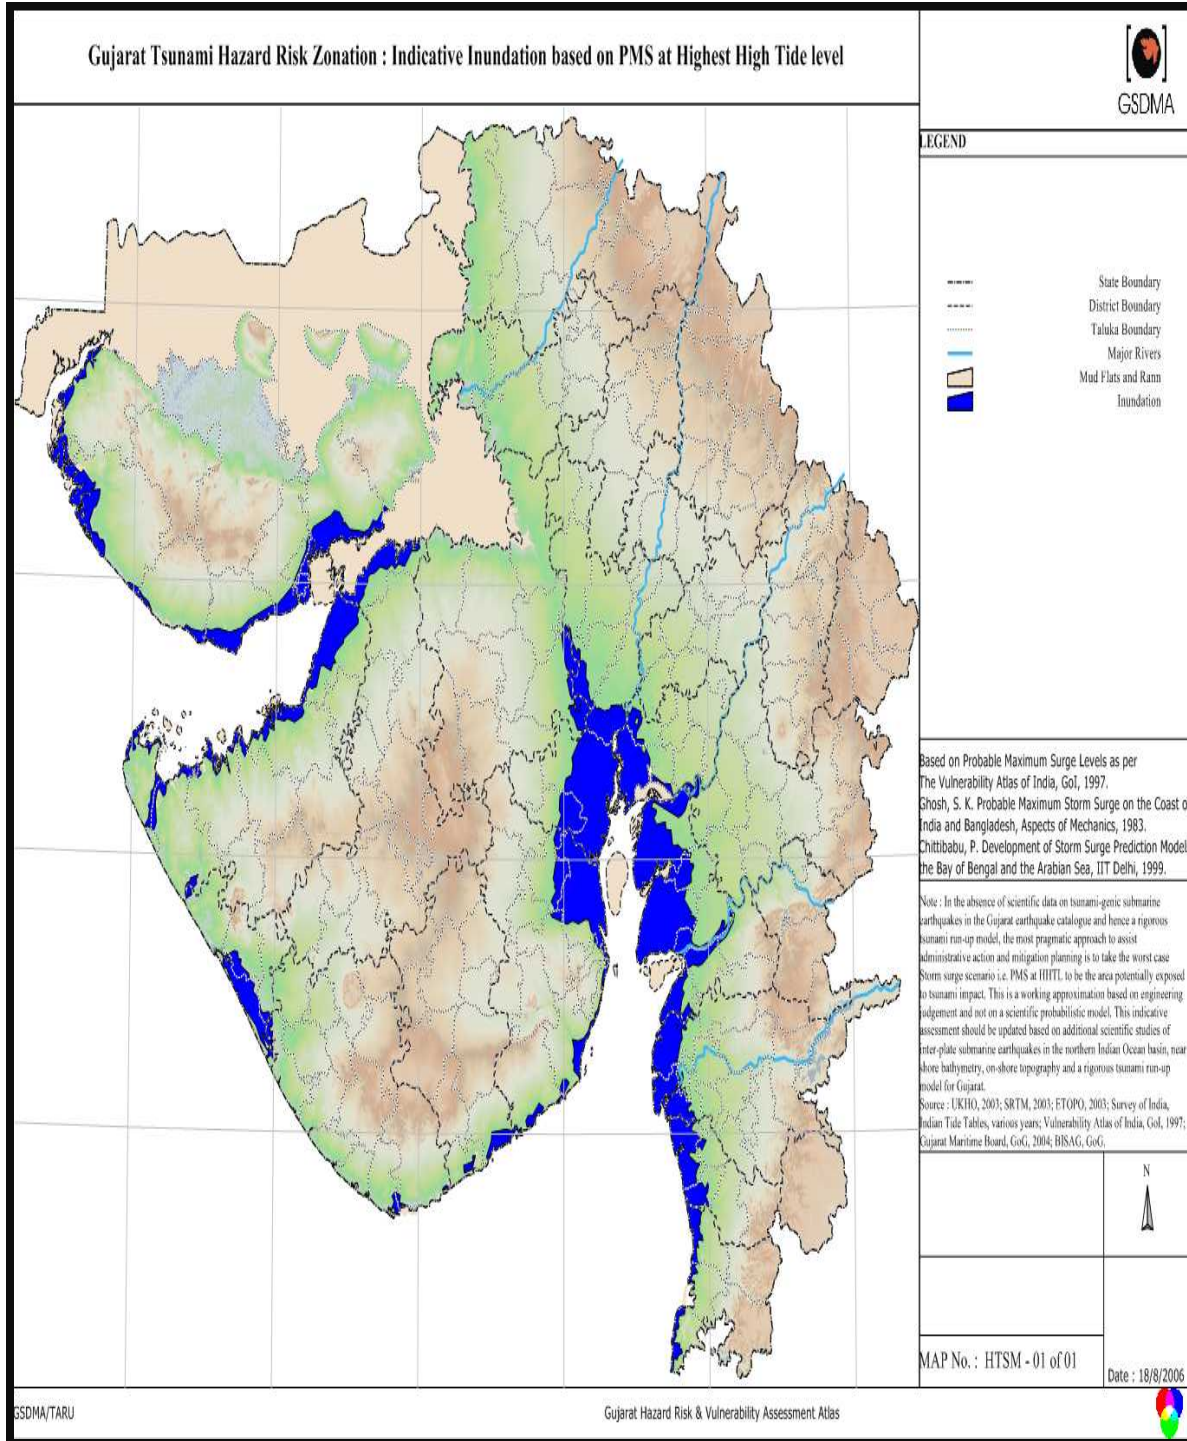 Gujarat Tsunami Hazard Risk Zonation : Indicative Inundation based on PMS at Highest High Tide level
GSDMA
LEGEND
State Boundary
District Boundary
Taluka Boundary
Major Rivers
Mud Flats and Rann
Inundation
Based on Probable Maximum Surge Levels as per
The Vulnerability Atlas of India, GoI, 1997.
Ghosh, S. K. Probable Maximum Storm Surge on the Coast o
India and Bangladesh, Aspects of Mechanics, 1983.
Chittibabu, P. Development of Storm Surge Prediction Model
the Bay of Bengal and the Arabian Sea, IIT Delhi, 1999.
Note : In the absence of scientific data on tsunami-genic submarine
earthquakes in the Gujarat earthquake catalogue and hence a rigorous
tsunami run-up model, the most pragmatic approach to assist
administrative action and mitigation planning is to take the worst case
Storm surge scenario i.e. PMS at HHTL to be the area potentially exposed
to tsunami impact. This is a working approximation based on engineering
judgement and not on a scientific probabilistic model. This indicative
assessment should be updated based on additional scientific studies of
inter-plate submarine earthquakes in the northern Indian Ocean basin, near
shore bathymetry, on-shore topography and a rigorous tsunami run-up
model for Gujarat.
Source : UKHO, 2003; SRTM, 2003; ETOPO, 2003; Survey of India,
Indian Tide Tables, various years; Vulnerability Atlas of India, GoI, 1997;
Gujarat Maritime Board, GoG, 2004; BISAG, GoG.
N
MAP No. : HTSM - 01 of 01
Date : 18/8/2006
GSDMA/TARU
Gujarat Hazard Risk & Vulnerability Assessment Atlas